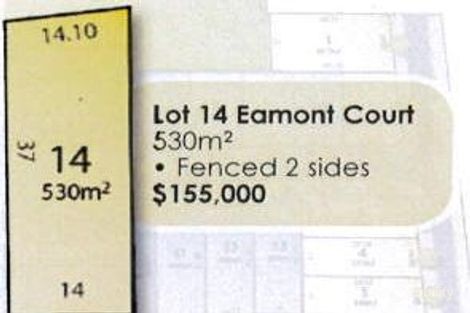 14.10
37
14
530m²
14
Lot 14 Eamont Court
530m²
• Fenced 2 sides
$155,000